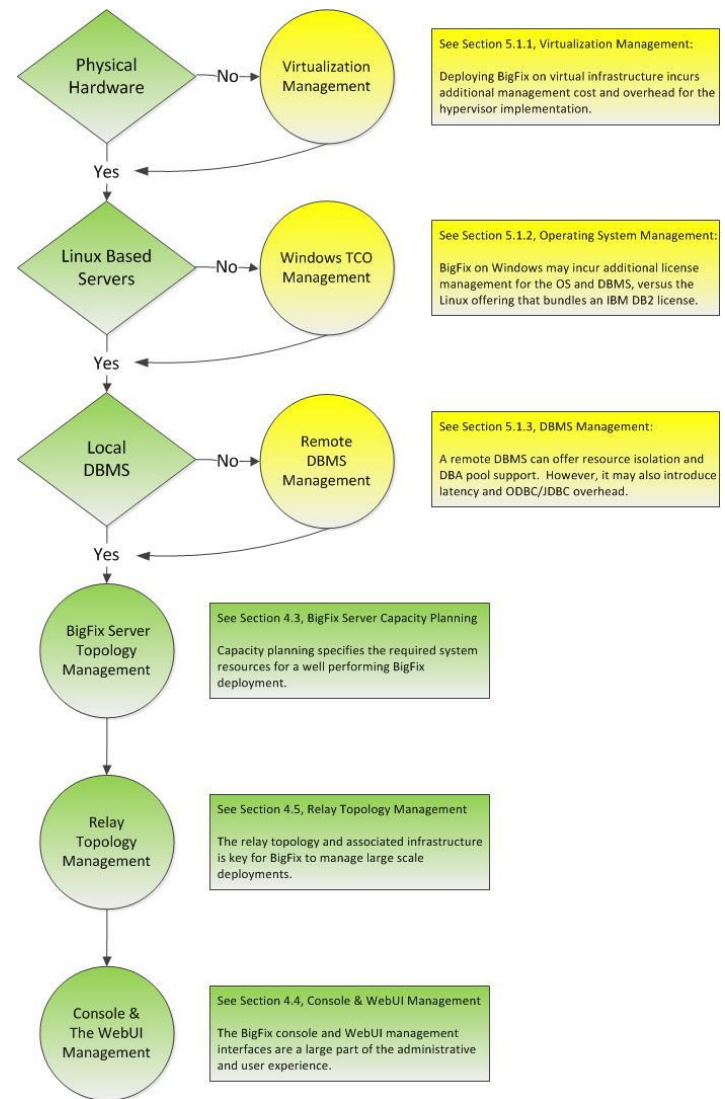 Physical
Hardware
No
Virtualization
Management
See Section 5.1.1, Virtualization Management:
Deploying BigFix on virtual infrastructure incurs
additional management cost and overhead for the
hypervisor implementation.
Yes
Linux Based
Servers
No
Windows TCO
Management
See Section 5.1.2, Operating System Management:
BigFix on Windows may incur additional license
management for the OS and DBMS, versus the
Linux offering that bundles an IBM DB2 license.
Yes
Local
DBMS
No
Remote
DBMS
Management
See Section 5.1.3, DBMS Management:
A remote DBMS can offer resource isolation and
DBA pool support.  However, it may also introduce
latency and ODBC/JDBC overhead.
Yes
BigFix Server
Topology
Management
See Section 4.3, BigFix Server Capacity Planning
Capacity planning specifies the required system
resources for a well performing BigFix
deployment.
Relay
Topology
Management
See Section 4.5, Relay Topology Management
The relay topology and associated infrastructure
is key for BigFix to manage large scale
deployments.
Console &
The WebUI
Management
See Section 4.4, Console & WebUI Management
The BigFix console and WebUI management
interfaces are a large part of the administrative
and user experience.